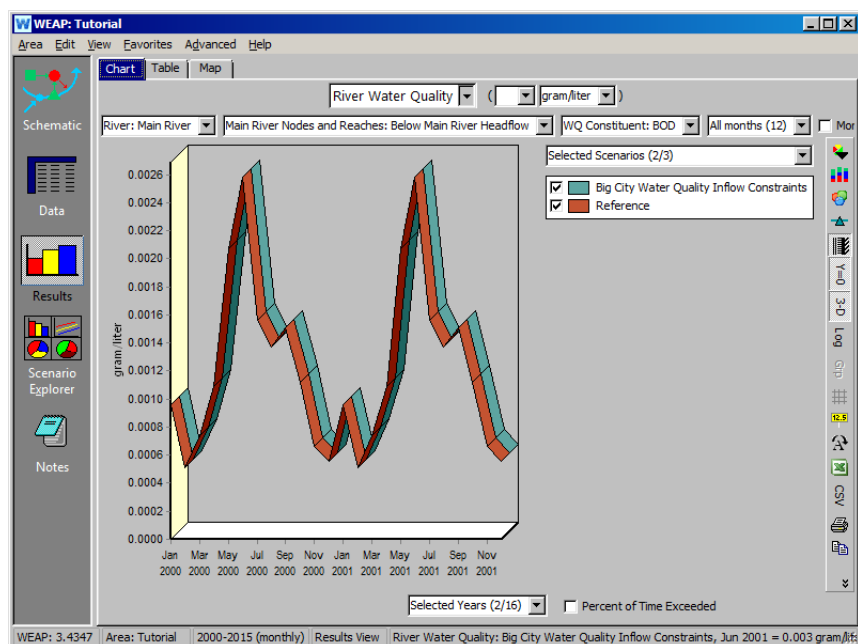 WEAP: Tutorial
Area Edit View Favorites Advanced Help
Chart Table Map
River Water Quality ( gram/liter )
River: Main River Main River Nodes and Reaches: Below Main River Headflow WQ Constituent: BOD All months (12) Mor
Selected Scenarios (2/3)
Big City Water Quality Inflow Constraints
Reference
Schematic
Data
Results
Scenario
Explorer
Notes
gram/liter
0.0026
0.0024
0.0022
0.0020
0.0018
0.0016
0.0014
0.0012
0.0010
0.0008
0.0006
0.0004
0.0002
0.0000
Jan Mar May Jul Sep Nov Jan Mar May Jul Sep Nov
2000 2000 2000 2000 2000 2000 2001 2001 2001 2001 2001 2001
Y=0
3-D
Log
12.5
A
CSV
Selected Years (2/16) Percent of Time Exceeded
WEAP: 3.4347 Area: Tutorial 2000-2015 (monthly) Results View River Water Quality: Big City Water Quality Inflow Constraints, Jun 2001 = 0.003 gram/lit